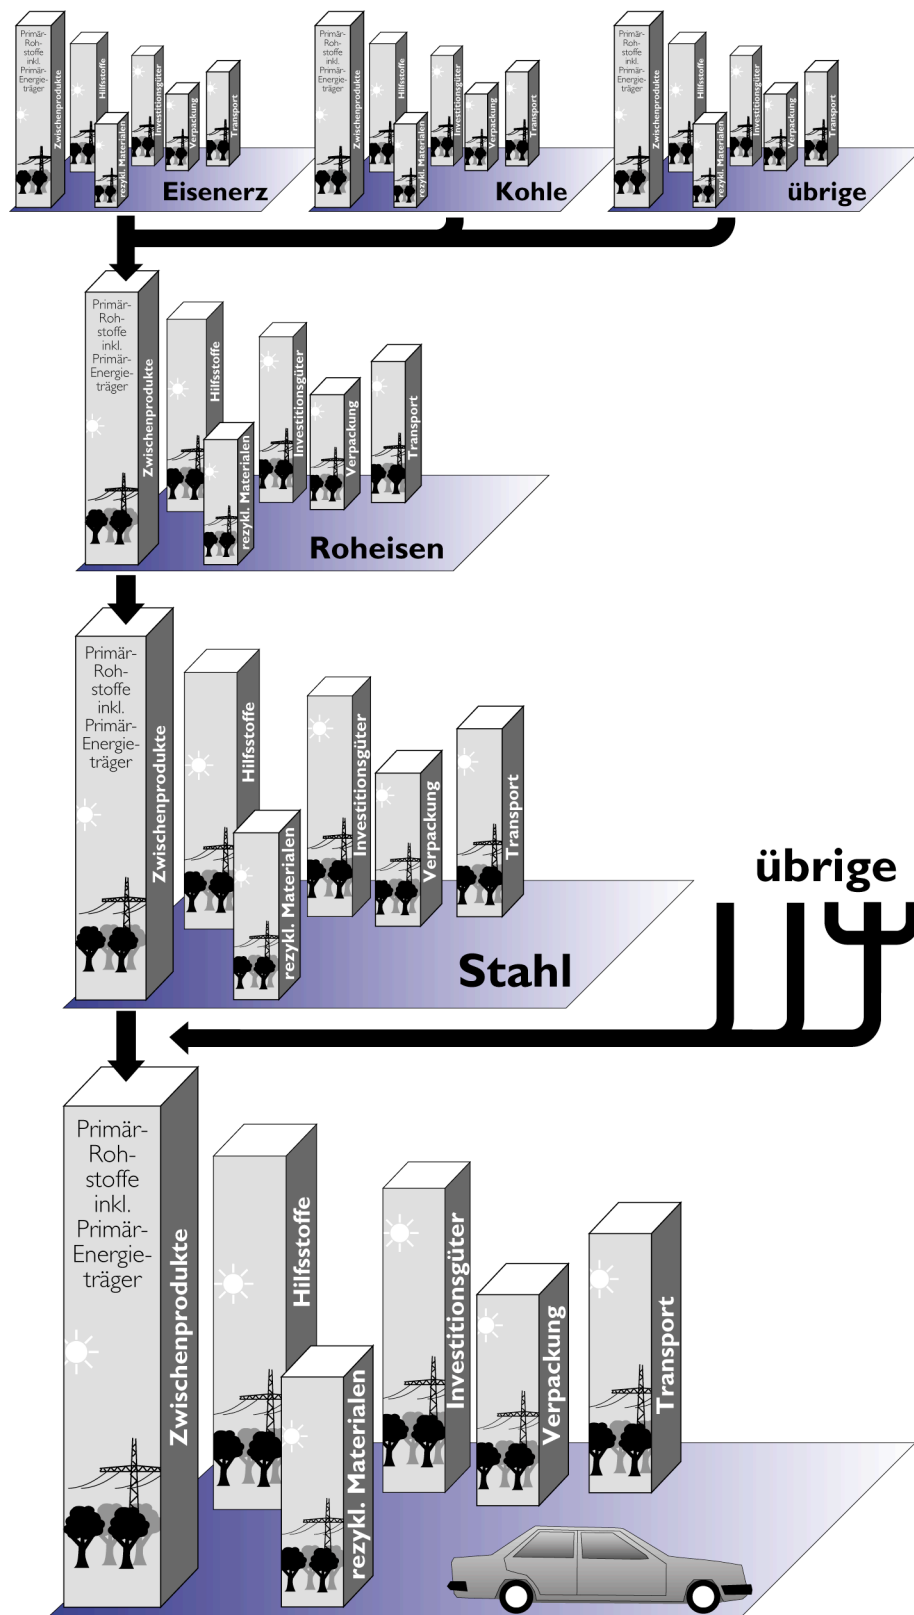 Primär-
Roh-
stoffe
inkl.
Primär-
Energie-
träger
Zwischenprodukte
Hilfsstoffe
rezykl. Materialen
Investitionsgüter
Verpackung
Transport
Eisenerz
Primär-
Roh-
stoffe
inkl.
Primär-
Energie-
träger
Zwischenprodukte
Hilfsstoffe
rezykl. Materialen
Investitionsgüter
Verpackung
Transport
Kohle
Primär-
Roh-
stoffe
inkl.
Primär-
Energie-
träger
Zwischenprodukte
Hilfsstoffe
rezykl. Materialen
Investitionsgüter
Verpackung
Transport
übrige
Primär-
Roh-
stoffe
inkl.
Primär-
Energie-
träger
Zwischenprodukte
Hilfsstoffe
rezykl. Materialen
Investitionsgüter
Verpackung
Transport
Roheisen
Primär-
Roh-
stoffe
inkl.
Primär-
Energie-
träger
Zwischenprodukte
Hilfsstoffe
rezykl. Materialen
Investitionsgüter
Verpackung
Transport
Stahl
übrige
Primär-
Roh-
stoffe
inkl.
Primär-
Energie-
träger
Zwischenprodukte
Hilfsstoffe
rezykl. Materialen
Investitionsgüter
Verpackung
Transport